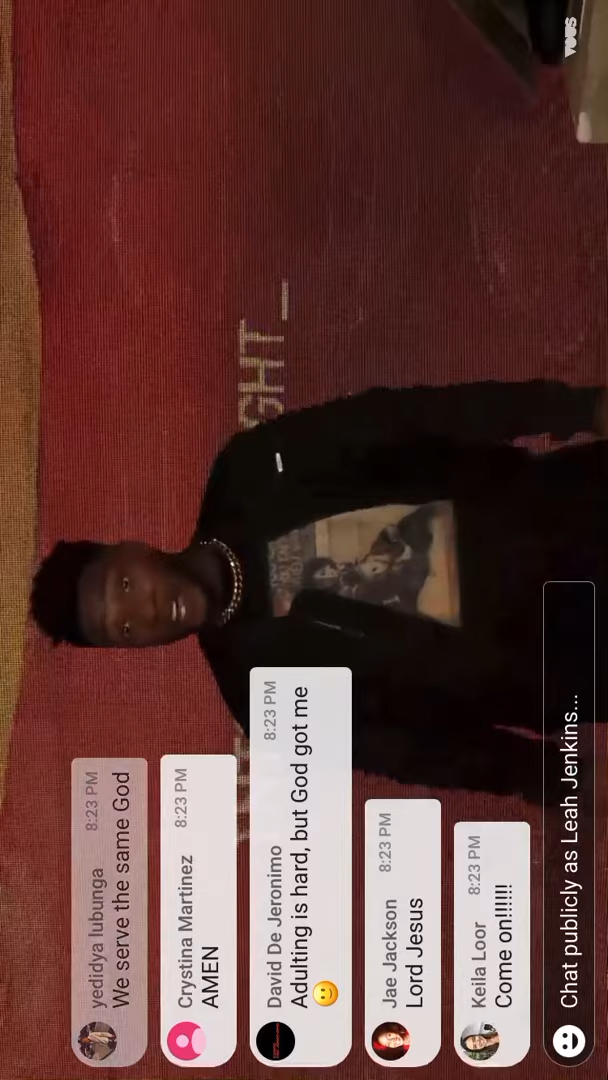 VOUS
GHT_
yedidya lubunga 8:23 PM
We serve the same God
Crystina Martinez 8:23 PM
AMEN
David De Jeronimo 8:23 PM
Adulting is hard, but God got me
🙂
Jae Jackson 8:23 PM
Lord Jesus
Keila Loor 8:23 PM
Come on!!!!!!
Chat publicly as Leah Jenkins...